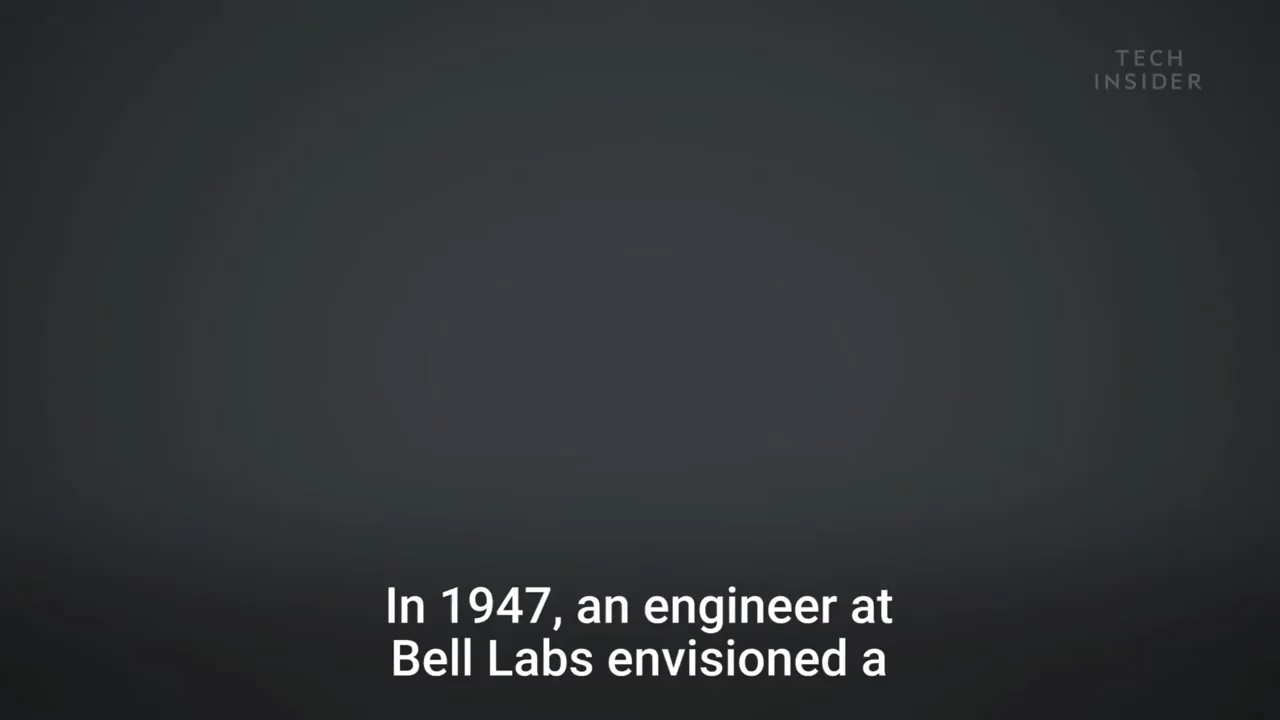 TECH
INSIDER
In 1947, an engineer at
Bell Labs envisioned a